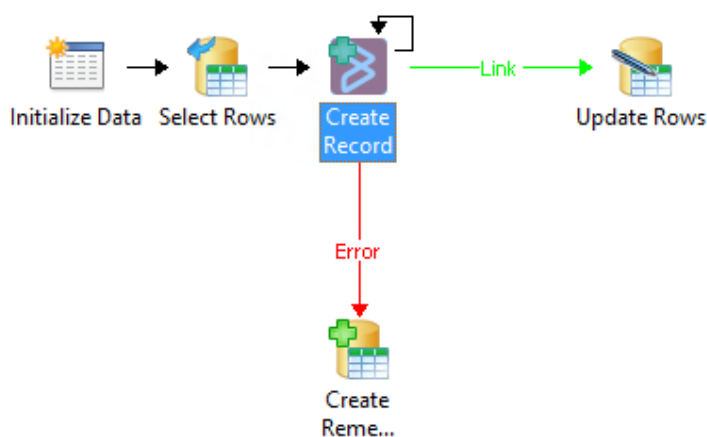 Initialize Data
Select Rows
Create
Record
Link
Update Rows
Error
Create
Reme...